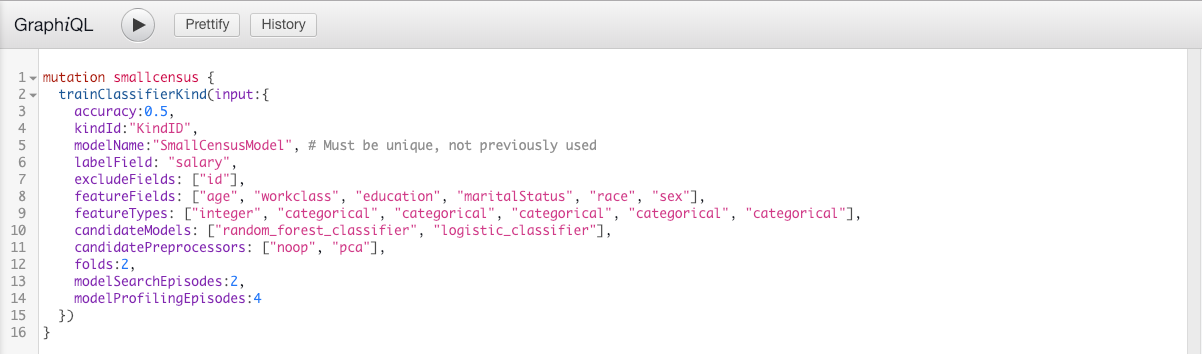 GraphiQL Prettify History
1 mutation smallcensus {
2 trainClassifierKind(input:{
3 accuracy:0.5,
4 kindId:"KindID",
5 modelName:"SmallCensusModel", # Must be unique, not previously used
6 labelField: "salary",
7 excludeFields: ["id"],
8 featureFields: ["age", "workclass", "education", "maritalStatus", "race", "sex"],
9 featureTypes: ["integer", "categorical", "categorical", "categorical", "categorical", "categorical"],
10 candidateModels: ["random_forest_classifier", "logistic_classifier"],
11 candidatePreprocessors: ["noop", "pca"],
12 folds:2,
13 modelSearchEpisodes:2,
14 modelProfilingEpisodes:4
15 })
16 }